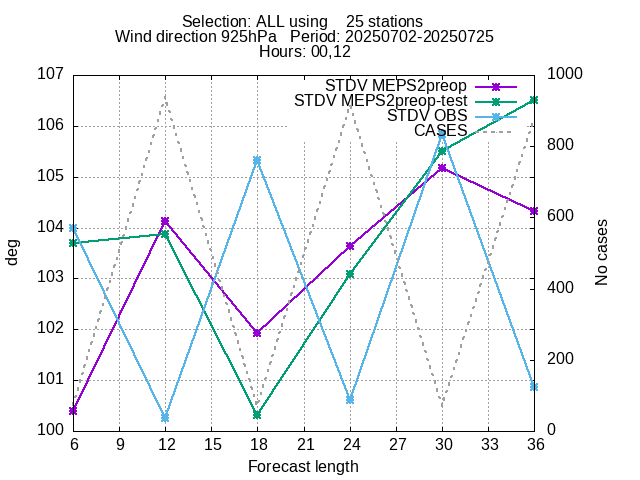 Selection: ALL using    25 stations
Wind direction 925hPa   Period: 20250702-20250725
Hours: 00,12
107
106
105
104
103
102
101
100
deg
STDV MEPS2preop
STDV MEPS2preop-test
STDV OBS
CASES
1000
800
600
400
200
0
No cases
6 9 12 15 18 21 24 27 30 33 36
Forecast length